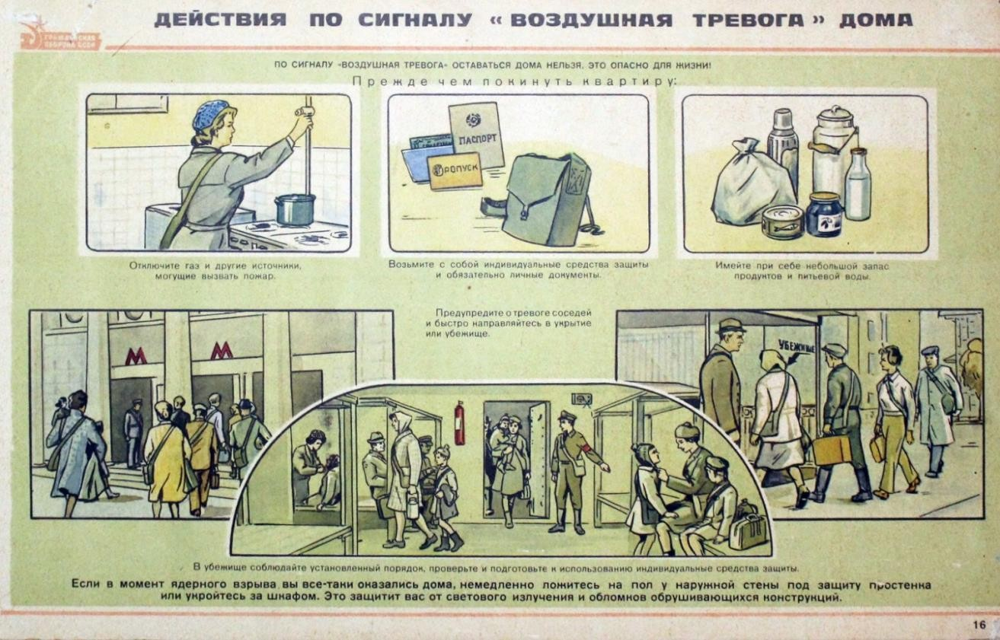 ДЕЙСТВИЯ ПО СИГНАЛУ «ВОЗДУШНАЯ ТРЕВОГА» ДОМА
ГРАЖДАНСКАЯ
ОБОРОНА СССР
ПО СИГНАЛУ «ВОЗДУШНАЯ ТРЕВОГА» ОСТАВАТЬСЯ ДОМА НЕЛЬЗЯ. ЭТО ОПАСНО ДЛЯ ЖИЗНИ!
Прежде чем покинуть квартиру:
ПАСПОРТ
ПРОПУСК
Отключите газ и другие источники,
могущие вызвать пожар.
Возьмите с собой индивидуальные средства защиты
и обязательно личные документы.
Имейте при себе небольшой запас
продуктов и питьевой воды.
Предупредите о тревоге соседей
и быстро направляйтесь в укрытие
или убежище.
М
М
УБЕЖИЩЕ
В убежище соблюдайте установленный порядок, проверьте и подготовьте к использованию индивидуальные средства защиты.
Если в момент ядерного взрыва вы все-таки оказались дома, немедленно ложитесь на пол у наружной стены под защиту простенка
или укройтесь за шкафом. Это защитит вас от светового излучения и обломков обрушивающихся конструкций.
16